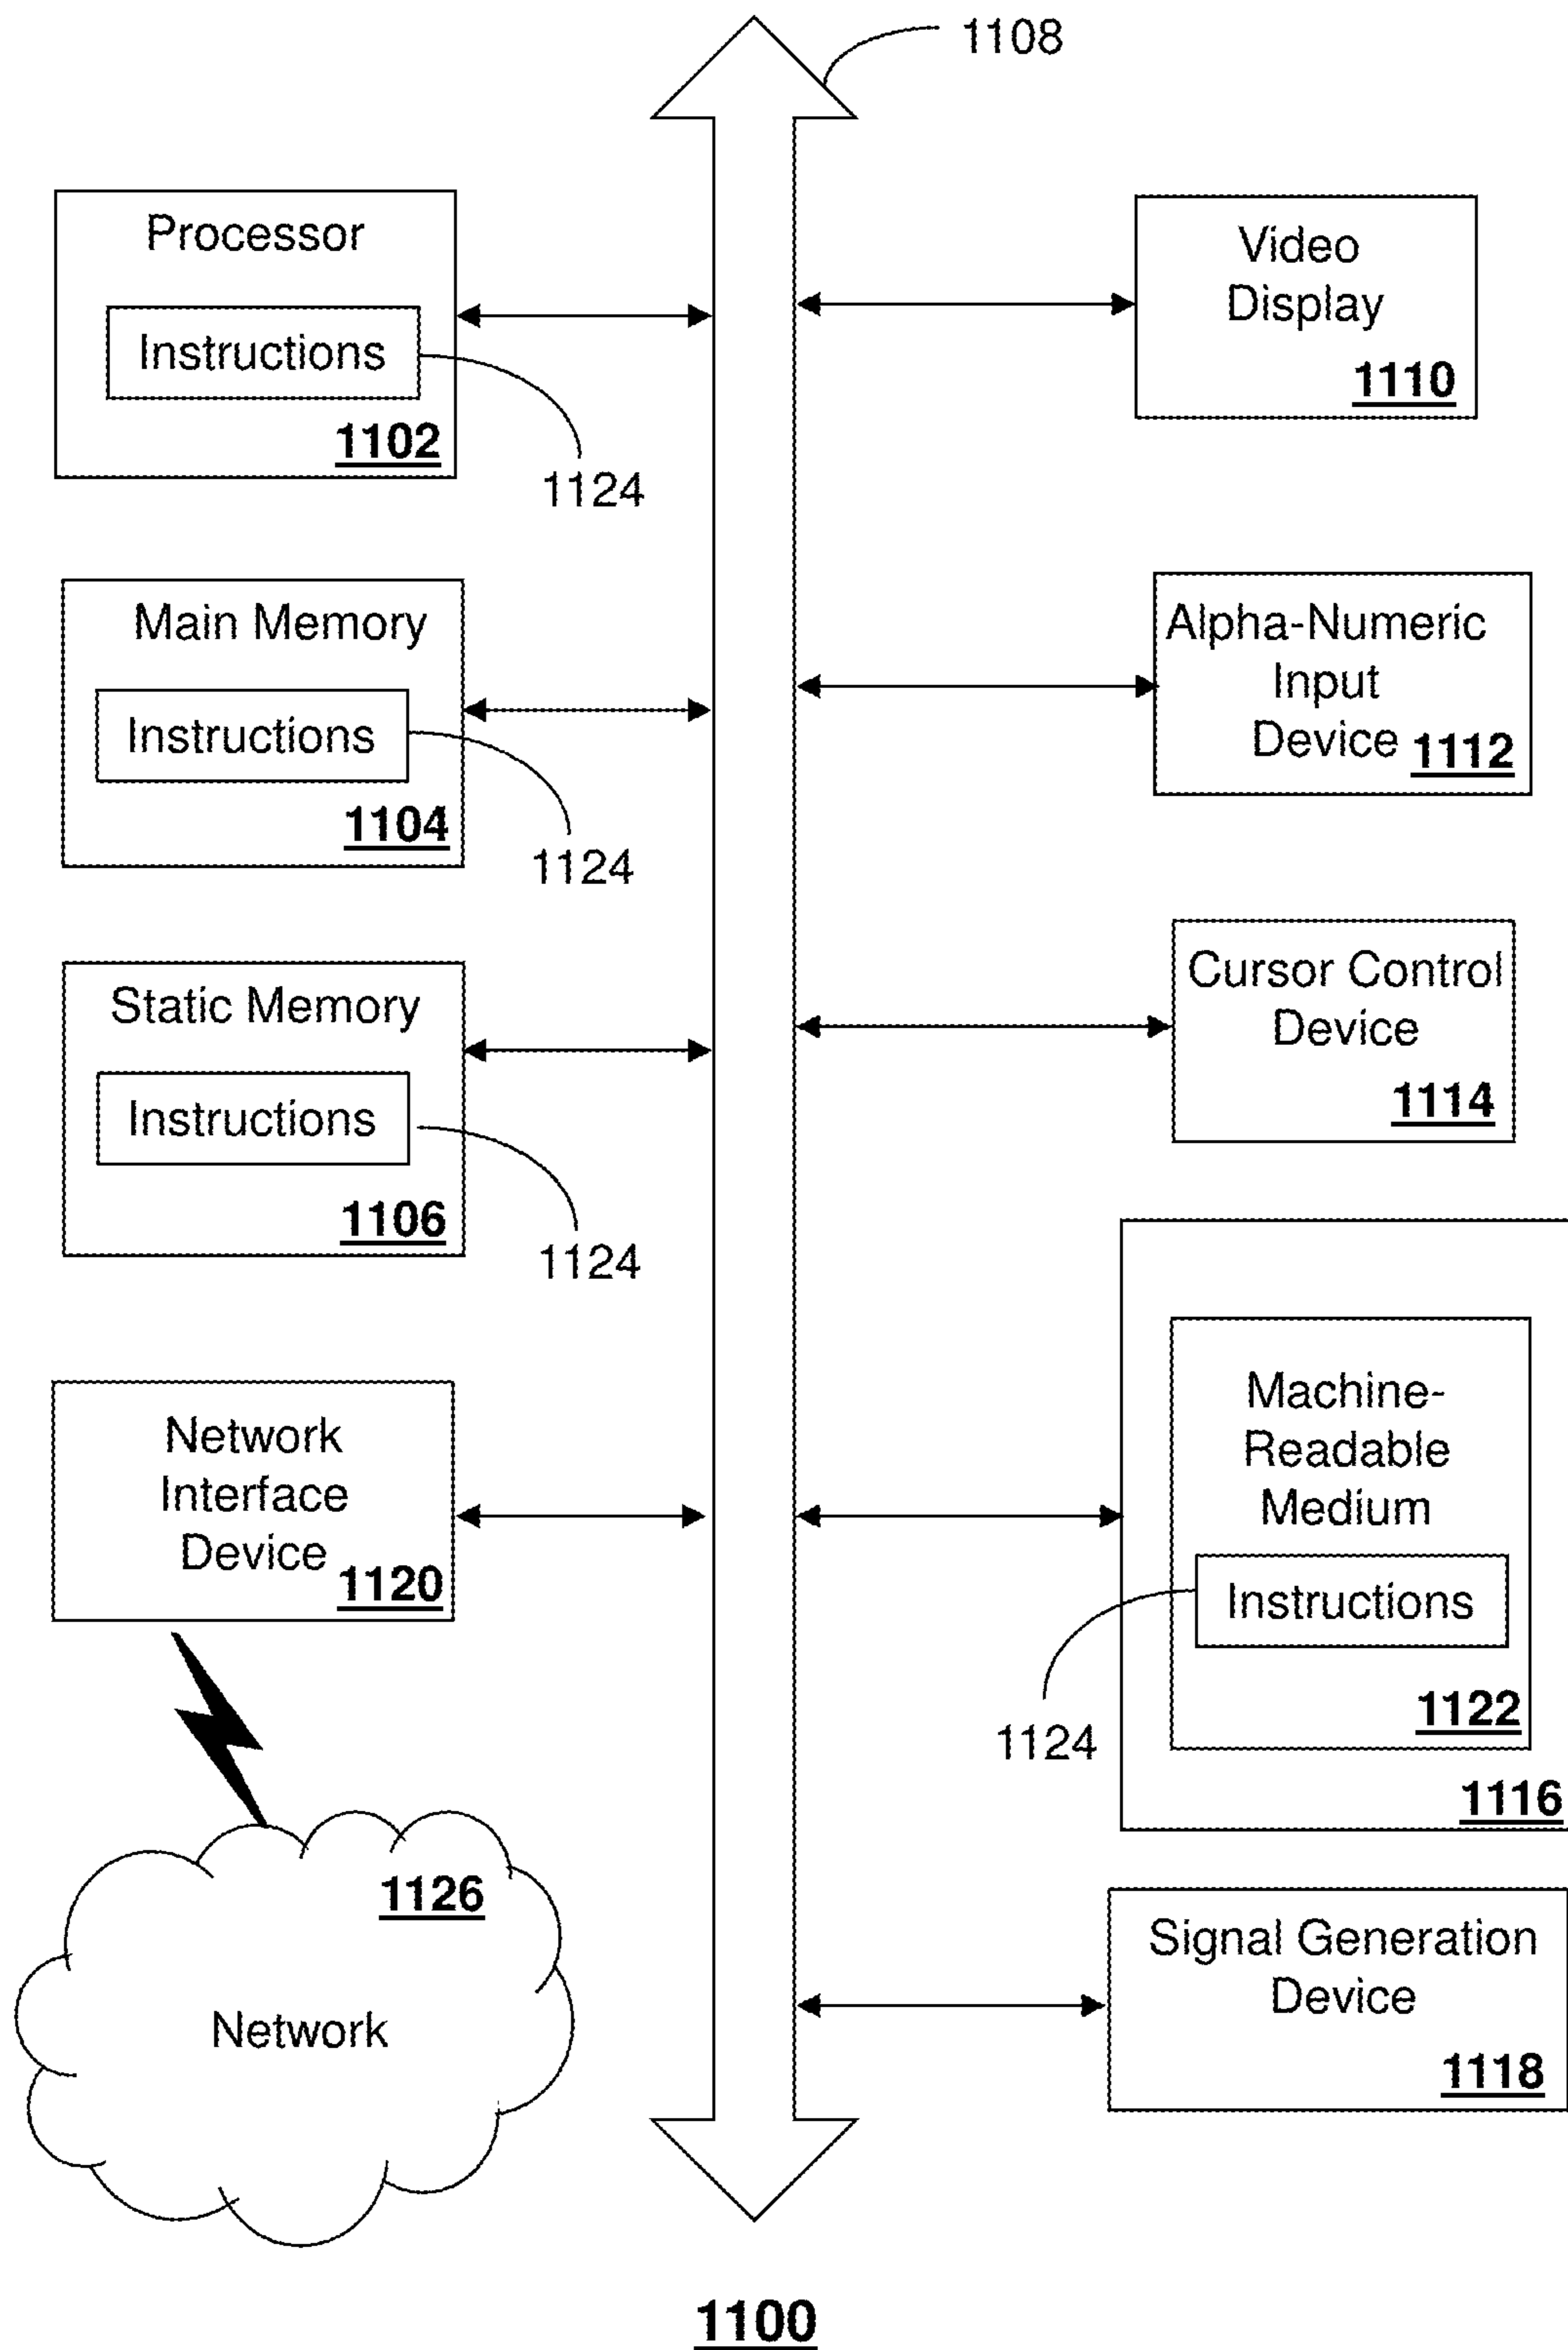 1108
Processor
Instructions
1102
1124
Main Memory
Instructions
1104
1124
Static Memory
Instructions
1106
1124
Network
Interface
Device
1120
1126
Network
Video
Display
1110
Alpha-Numeric
Input
Device 1112
Cursor Control
Device
1114
Machine-
Readable
Medium
Instructions
1122
1124
1116
Signal Generation
Device
1118
1100